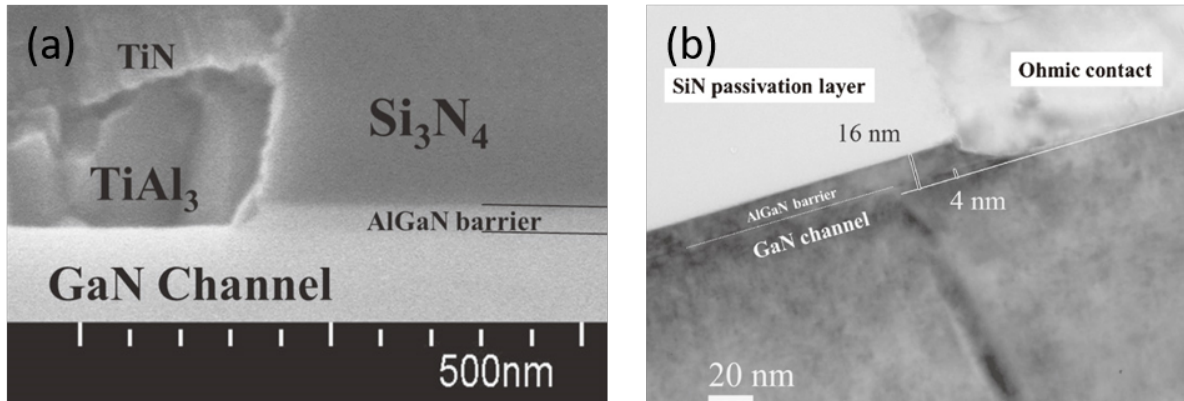 (a)
TiN
TiAl₃
Si₃N₄
AlGaN barrier
GaN Channel
500nm
(b)
SiN passivation layer
Ohmic contact
16 nm
4 nm
AlGaN barrier
GaN channel
20 nm